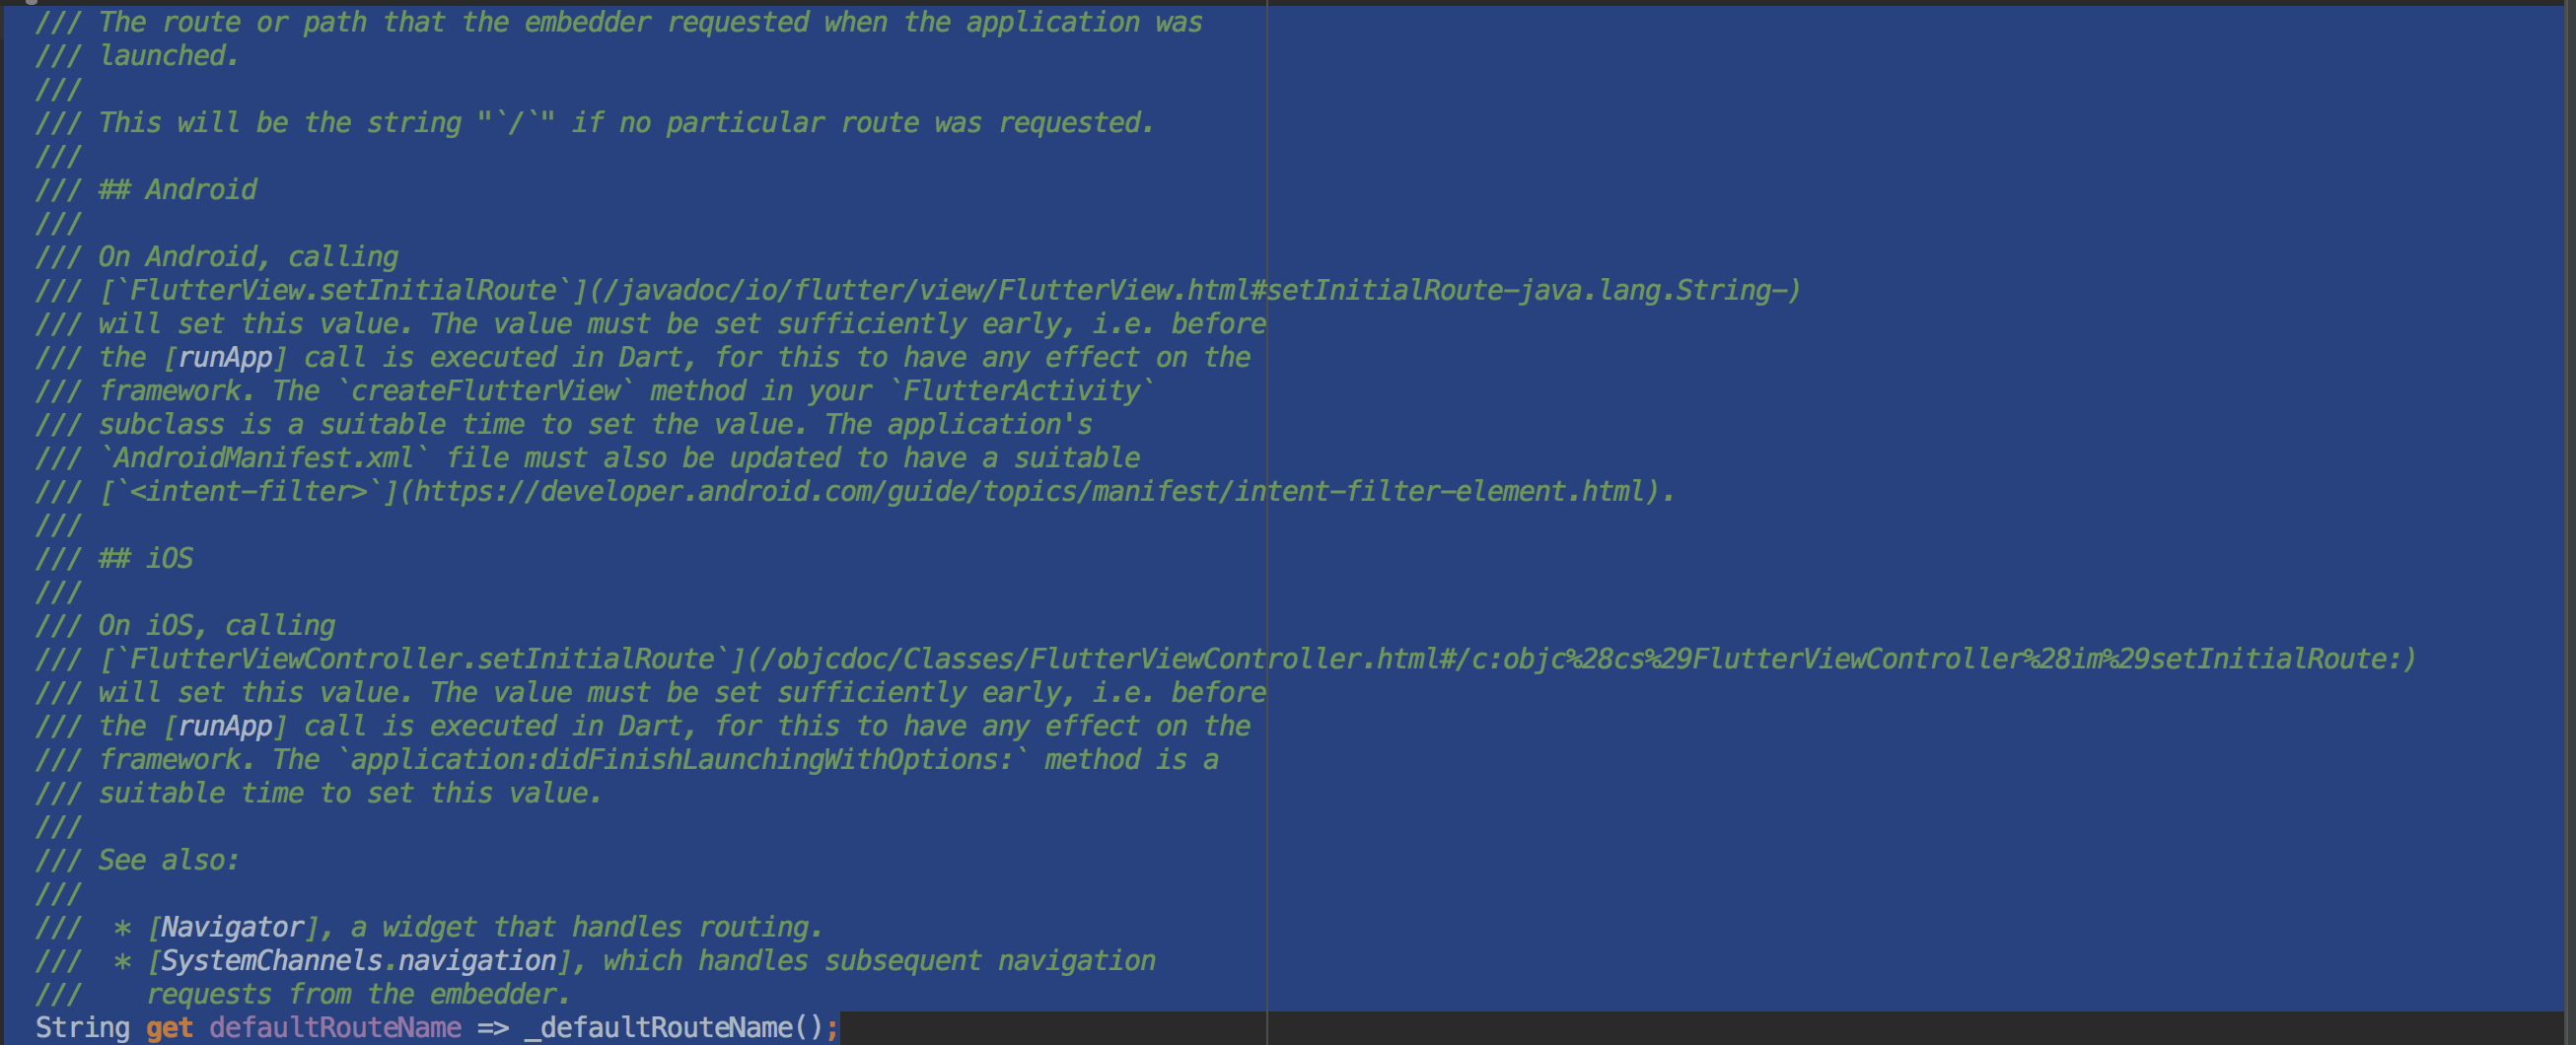 /// The route or path that the embedder requested when the application was
/// launched.
///
/// This will be the string "`/`" if no particular route was requested.
///
/// ## Android
///
/// On Android, calling
/// [`FlutterView.setInitialRoute`](/javadoc/io/flutter/view/FlutterView.html#setInitialRoute-java.lang.String-)
/// will set this value. The value must be set sufficiently early, i.e. before
/// the [runApp] call is executed in Dart, for this to have any effect on the
/// framework. The `createFlutterView` method in your `FlutterActivity`
/// subclass is a suitable time to set the value. The application's
/// `AndroidManifest.xml` file must also be updated to have a suitable
/// [`<intent-filter>`](https://developer.android.com/guide/topics/manifest/intent-filter-element.html).
///
/// ## iOS
///
/// On iOS, calling
/// [`FlutterViewController.setInitialRoute`](/objcdoc/Classes/FlutterViewController.html#/c:objc%28cs%29FlutterViewController%28im%29setInitialRoute:)
/// will set this value. The value must be set sufficiently early, i.e. before
/// the [runApp] call is executed in Dart, for this to have any effect on the
/// framework. The `application:didFinishLaunchingWithOptions:` method is a
/// suitable time to set this value.
///
/// See also:
///
///  * [Navigator], a widget that handles routing.
///  * [SystemChannels.navigation], which handles subsequent navigation
///    requests from the embedder.
String get defaultRouteName => _defaultRouteName();